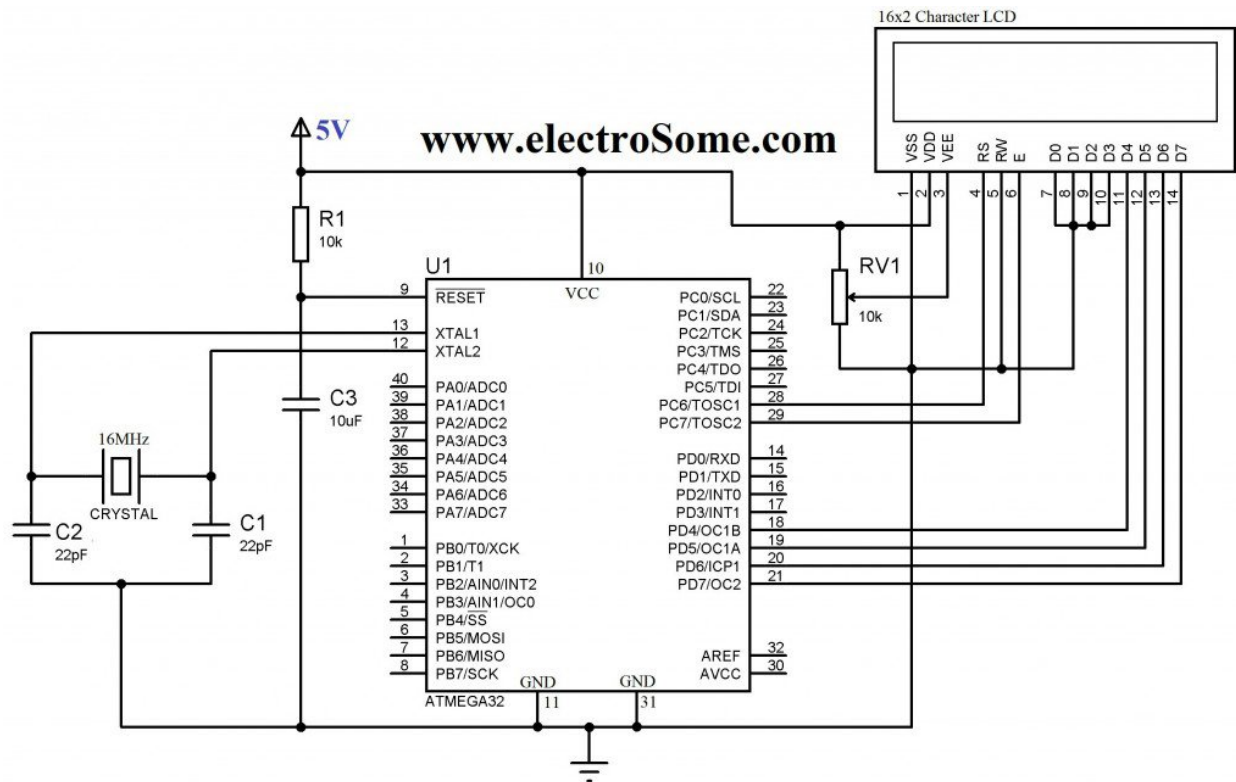 16x2 Character LCD
5V
www.electroSome.com
VSS
VDD
VEE
RS
RW
E
D0
D1
D2
D3
D4
D5
D6
D7
1
2
3
4
5
6
7
8
9
10
11
12
13
14
R1
10k
RV1
10k
U1
10
VCC
9 RESET
13 XTAL1
12 XTAL2
40 PA0/ADC0
39 PA1/ADC1
38 PA2/ADC2
37 PA3/ADC3
36 PA4/ADC4
35 PA5/ADC5
34 PA6/ADC6
33 PA7/ADC7
1 PB0/T0/XCK
2 PB1/T1
3 PB2/AIN0/INT2
4 PB3/AIN1/OC0
5 PB4/SS
6 PB5/MOSI
7 PB6/MISO
8 PB7/SCK
PC0/SCL 22
PC1/SDA 23
PC2/TCK 24
PC3/TMS 25
PC4/TDO 26
PC5/TDI 27
PC6/TOSC1 28
PC7/TOSC2 29
PD0/RXD 14
PD1/TXD 15
PD2/INT0 16
PD3/INT1 17
PD4/OC1B 18
PD5/OC1A 19
PD6/ICP1 20
PD7/OC2 21
AREF 32
AVCC 30
C3
10uF
16MHz
CRYSTAL
C2
22pF
C1
22pF
GND
GND
ATMEGA32
11
31